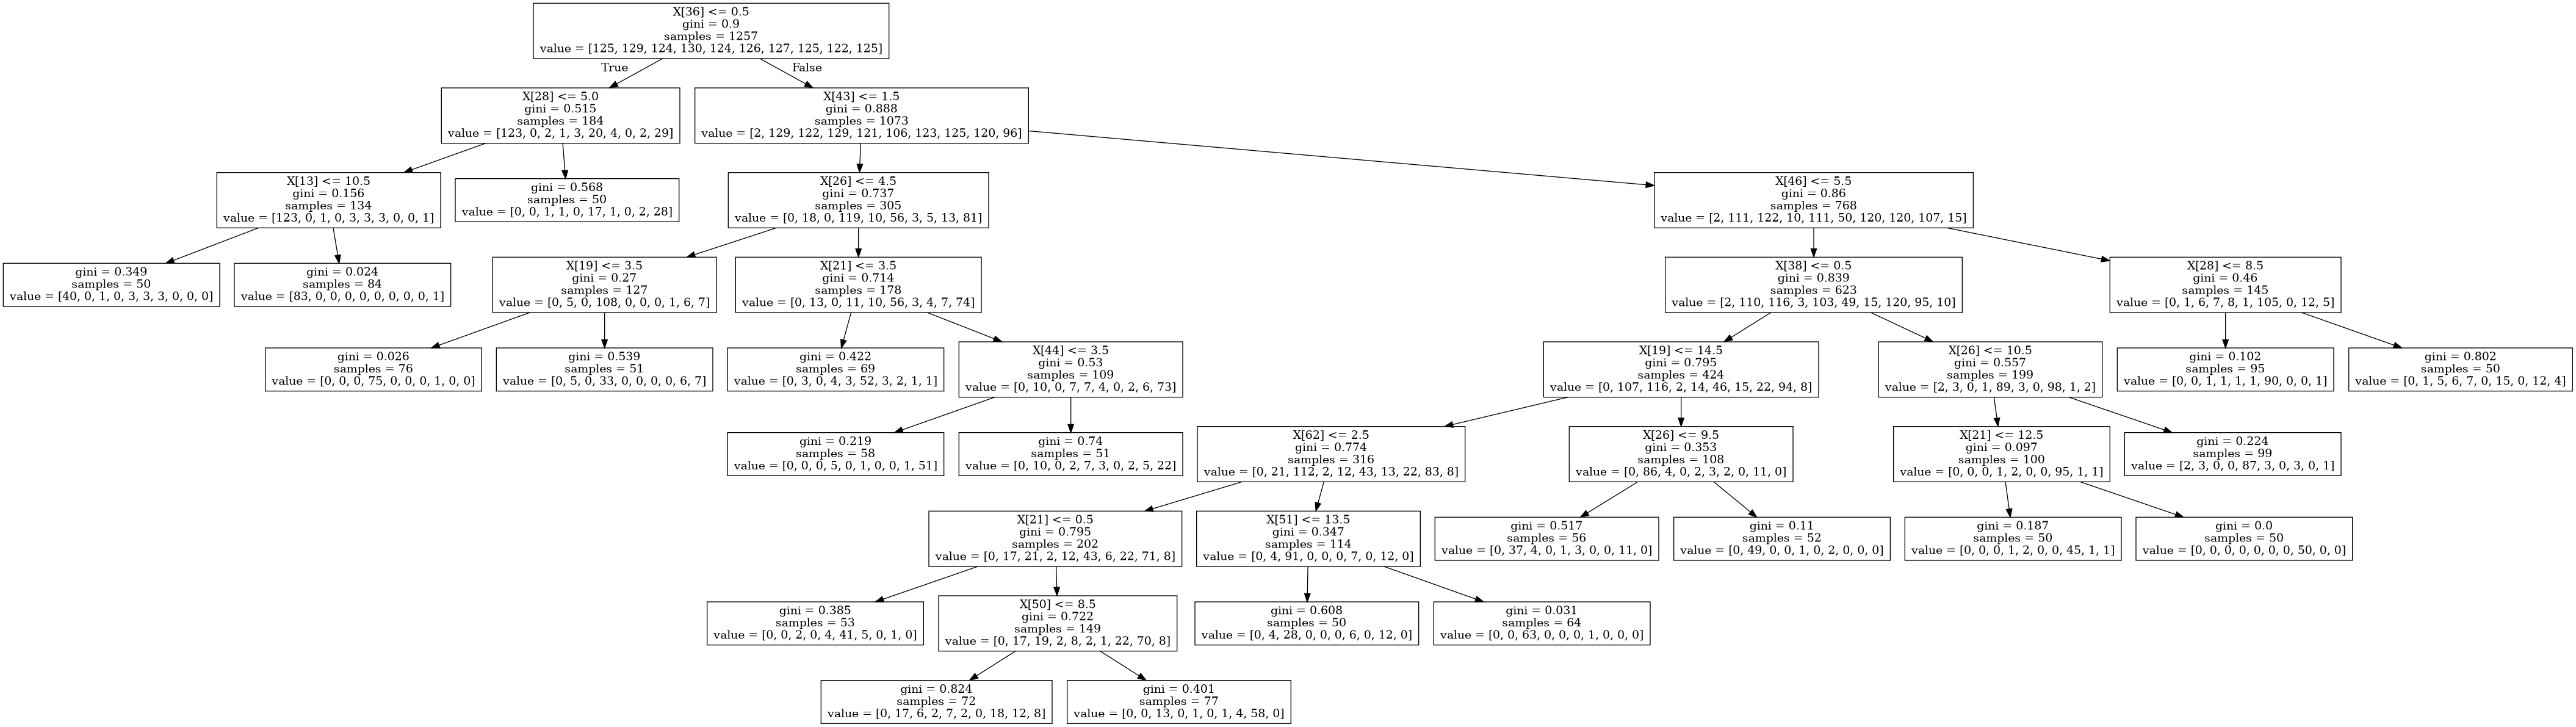 X[36] <= 0.5
gini = 0.9
samples = 1257
value = [125, 129, 124, 130, 124, 126, 127, 125, 122, 125]
True
False
X[28] <= 5.0
gini = 0.515
samples = 184
value = [123, 0, 2, 1, 3, 20, 4, 0, 2, 29]
X[43] <= 1.5
gini = 0.888
samples = 1073
value = [2, 129, 122, 129, 121, 106, 123, 125, 120, 96]
X[13] <= 10.5
gini = 0.156
samples = 134
value = [123, 0, 1, 0, 3, 3, 3, 0, 0, 1]
gini = 0.568
samples = 50
value = [0, 0, 1, 1, 0, 17, 1, 0, 2, 28]
X[26] <= 4.5
gini = 0.737
samples = 305
value = [0, 18, 0, 119, 10, 56, 3, 5, 13, 81]
X[46] <= 5.5
gini = 0.86
samples = 768
value = [2, 111, 122, 10, 111, 50, 120, 120, 107, 15]
gini = 0.349
samples = 50
value = [40, 0, 1, 0, 3, 3, 3, 0, 0, 0]
gini = 0.024
samples = 84
value = [83, 0, 0, 0, 0, 0, 0, 0, 0, 1]
X[19] <= 3.5
gini = 0.27
samples = 127
value = [0, 5, 0, 108, 0, 0, 0, 1, 6, 7]
X[21] <= 3.5
gini = 0.714
samples = 178
value = [0, 13, 0, 11, 10, 56, 3, 4, 7, 74]
X[38] <= 0.5
gini = 0.839
samples = 623
value = [2, 110, 116, 3, 103, 49, 15, 120, 95, 10]
X[28] <= 8.5
gini = 0.46
samples = 145
value = [0, 1, 6, 7, 8, 1, 105, 0, 12, 5]
gini = 0.026
samples = 76
value = [0, 0, 0, 75, 0, 0, 0, 1, 0, 0]
gini = 0.539
samples = 51
value = [0, 5, 0, 33, 0, 0, 0, 0, 6, 7]
gini = 0.422
samples = 69
value = [0, 3, 0, 4, 3, 52, 3, 2, 1, 1]
X[44] <= 3.5
gini = 0.53
samples = 109
value = [0, 10, 0, 7, 7, 4, 0, 2, 6, 73]
X[19] <= 14.5
gini = 0.795
samples = 424
value = [0, 107, 116, 2, 14, 46, 15, 22, 94, 8]
X[26] <= 10.5
gini = 0.557
samples = 199
value = [2, 3, 0, 1, 89, 3, 0, 98, 1, 2]
gini = 0.102
samples = 95
value = [0, 0, 1, 1, 1, 1, 90, 0, 0, 1]
gini = 0.802
samples = 50
value = [0, 1, 5, 6, 7, 0, 15, 0, 12, 4]
gini = 0.219
samples = 58
value = [0, 0, 0, 5, 0, 1, 0, 0, 1, 51]
gini = 0.74
samples = 51
value = [0, 10, 0, 2, 7, 3, 0, 2, 5, 22]
X[62] <= 2.5
gini = 0.774
samples = 316
value = [0, 21, 112, 2, 12, 43, 13, 22, 83, 8]
X[26] <= 9.5
gini = 0.353
samples = 108
value = [0, 86, 4, 0, 2, 3, 2, 0, 11, 0]
X[21] <= 12.5
gini = 0.097
samples = 100
value = [0, 0, 0, 1, 2, 0, 0, 95, 1, 1]
gini = 0.224
samples = 99
value = [2, 3, 0, 0, 87, 3, 0, 3, 0, 1]
X[21] <= 0.5
gini = 0.795
samples = 202
value = [0, 17, 21, 2, 12, 43, 6, 22, 71, 8]
X[51] <= 13.5
gini = 0.347
samples = 114
value = [0, 4, 91, 0, 0, 0, 7, 0, 12, 0]
gini = 0.517
samples = 56
value = [0, 37, 4, 0, 1, 3, 0, 0, 11, 0]
gini = 0.11
samples = 52
value = [0, 49, 0, 0, 1, 0, 2, 0, 0, 0]
gini = 0.187
samples = 50
value = [0, 0, 0, 1, 2, 0, 0, 45, 1, 1]
gini = 0.0
samples = 50
value = [0, 0, 0, 0, 0, 0, 0, 50, 0, 0]
gini = 0.385
samples = 53
value = [0, 0, 2, 0, 4, 41, 5, 0, 1, 0]
X[50] <= 8.5
gini = 0.722
samples = 149
value = [0, 17, 19, 2, 8, 2, 1, 22, 70, 8]
gini = 0.608
samples = 50
value = [0, 4, 28, 0, 0, 0, 6, 0, 12, 0]
gini = 0.031
samples = 64
value = [0, 0, 63, 0, 0, 0, 1, 0, 0, 0]
gini = 0.824
samples = 72
value = [0, 17, 6, 2, 7, 2, 0, 18, 12, 8]
gini = 0.401
samples = 77
value = [0, 0, 13, 0, 1, 0, 1, 4, 58, 0]